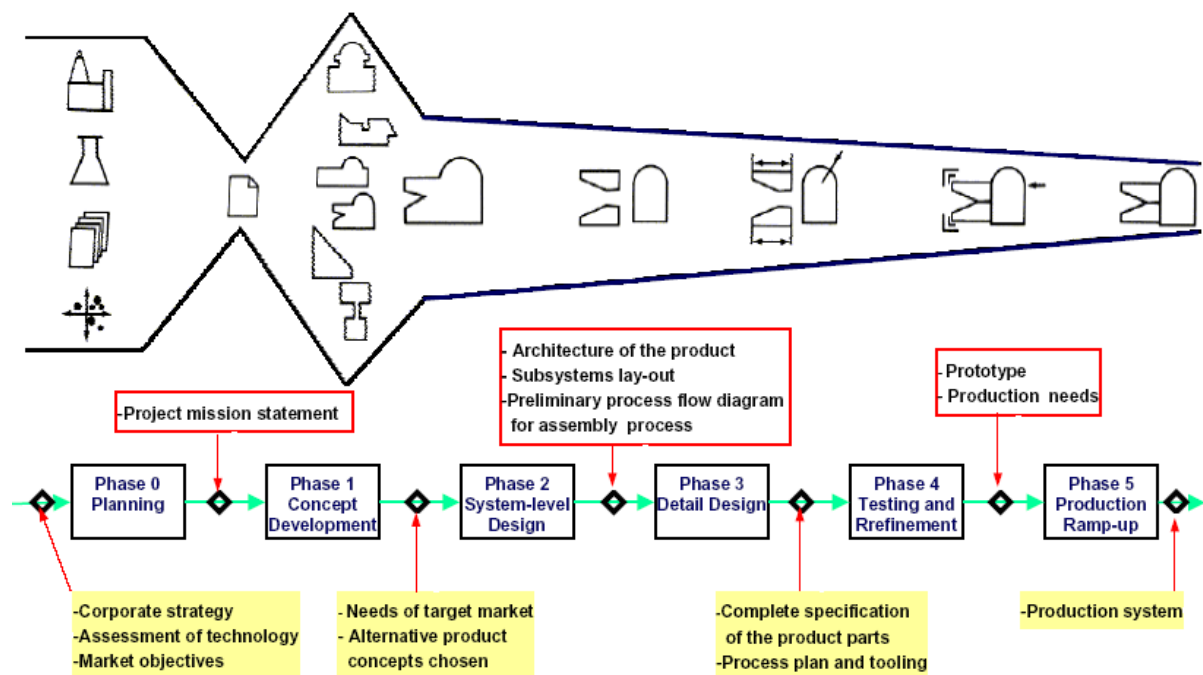 - Architecture of the product
- Subsystems lay-out
-Preliminary process flow diagram
for assembly process
- Prototype
- Production needs
-Project mission statement
Phase 0
Planning
Phase 1
Concept
Development
Phase 2
System-level
Design
Phase 3
Detail Design
Phase 4
Testing and
Rrefinement
Phase 5
Production
Ramp-up
-Corporate strategy
-Assessment of technology
-Market objectives
- Needs of target market
- Alternative product
concepts chosen
-Complete specification
of the product parts
-Process plan and tooling
-Production system